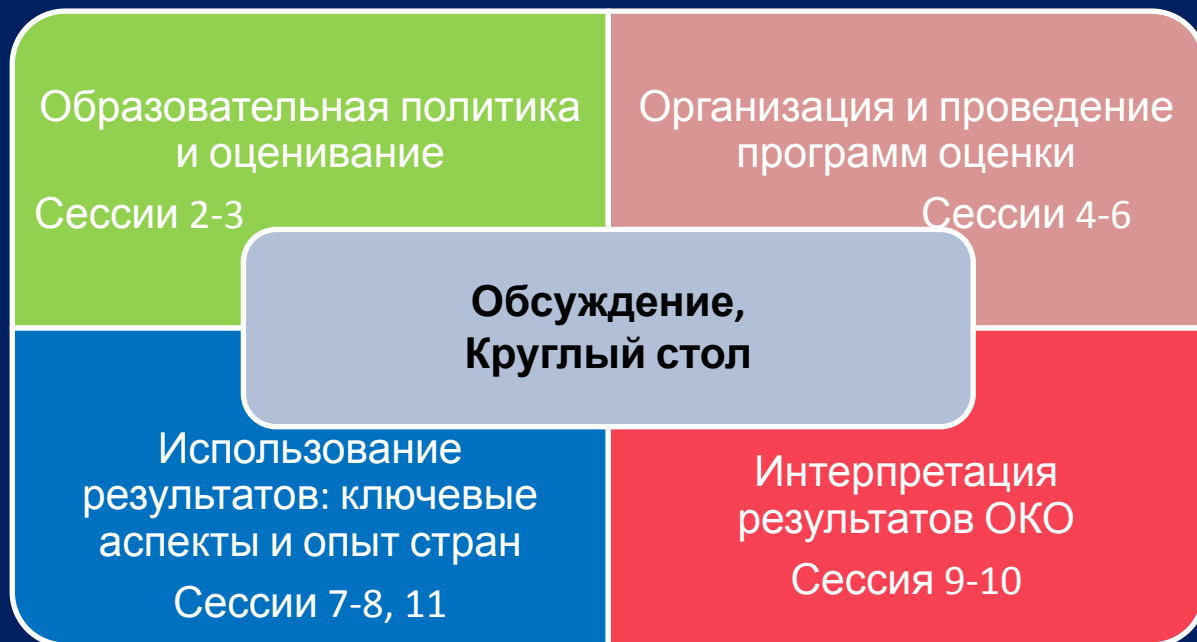 Образовательная политика
и оценивание
Сессии 2-3
Организация и проведение
программ оценки
Сессии 4-6
Обсуждение,
Круглый стол
Использование
результатов: ключевые
аспекты и опыт стран
Сессии 7-8, 11
Интерпретация
результатов ОКО
Сессия 9-10